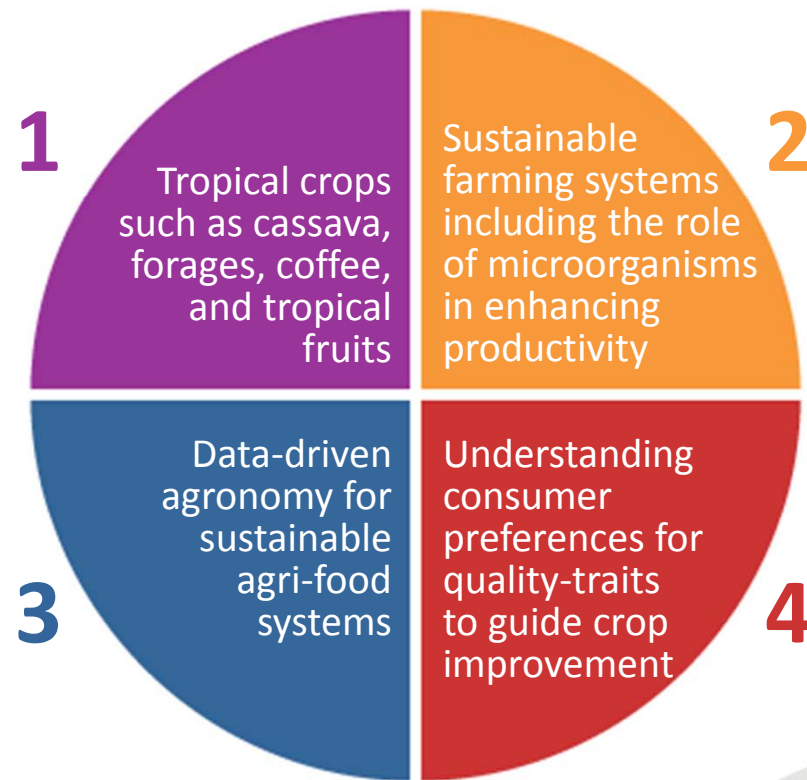 1
Tropical crops
such as cassava,
forages, coffee,
and tropical
fruits
2
Sustainable
farming systems
including the role
of microorganisms
in enhancing
productivity
3
Data-driven
agronomy for
sustainable
agri-food
systems
4
Understanding
consumer
preferences for
quality-traits
to guide crop
improvement